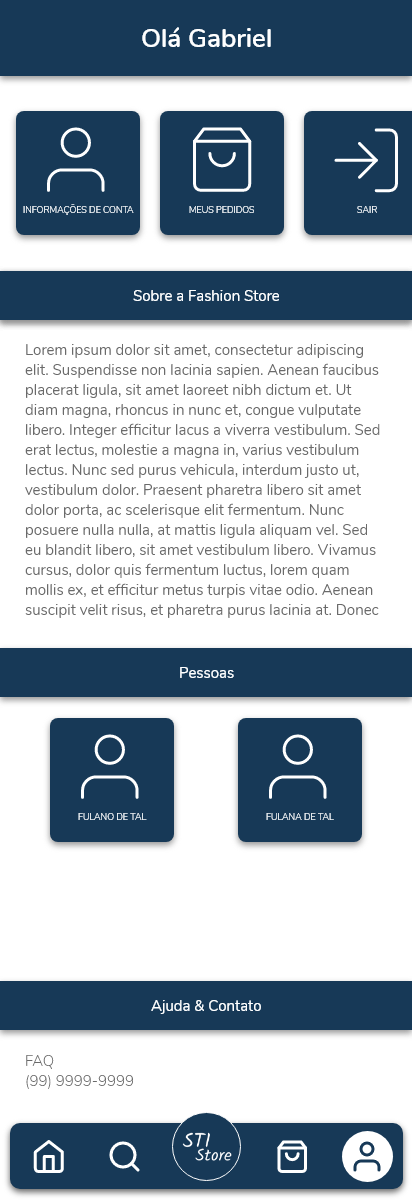 Olá Gabriel
INFORMAÇÕES DE CONTA
MEUS PEDIDOS
SAIR
Sobre a Fashion Store
Lorem ipsum dolor sit amet, consectetur adipiscing
elit. Suspendisse non lacinia sapien. Aenean faucibus
placerat ligula, sit amet laoreet nibh dictum et. Ut
diam magna, rhoncus in nunc et, congue vulputate
libero. Integer efficitur lacus a viverra vestibulum. Sed
erat lectus, molestie a magna in, varius vestibulum
lectus. Nunc sed purus vehicula, interdum justo ut,
vestibulum dolor. Praesent pharetra libero sit amet
dolor porta, ac scelerisque elit fermentum. Nunc
posuere nulla nulla, at mattis ligula aliquam vel. Sed
eu blandit libero, sit amet vestibulum libero. Vivamus
cursus, dolor quis fermentum luctus, lorem quam
mollis ex, et efficitur metus turpis vitae odio. Aenean
suscipit velit risus, et pharetra purus lacinia at. Donec
Pessoas
FULANO DE TAL
FULANA DE TAL
Ajuda & Contato
FAQ
(99) 9999-9999
STI
Store